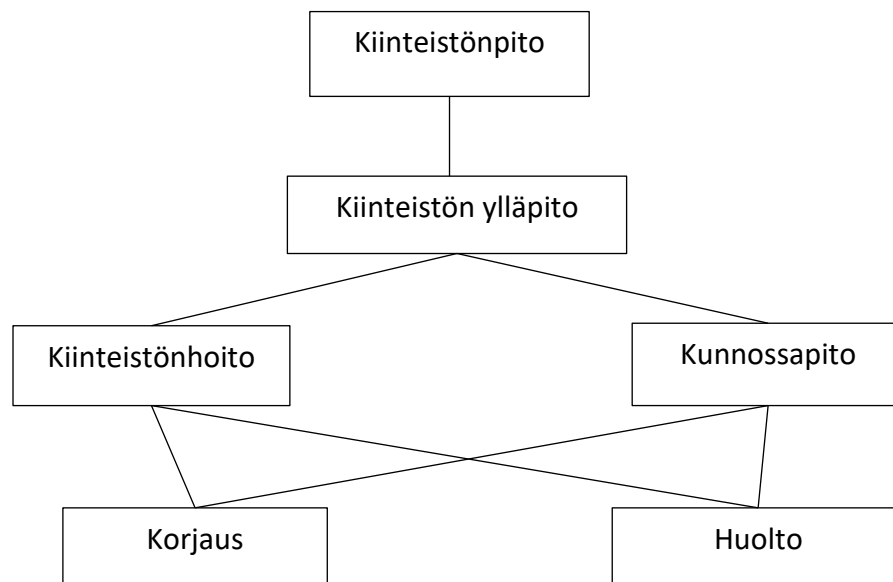 Kiinteistönpito
Kiinteistön ylläpito
Kiinteistönhoito
Kunnossapito
Korjaus
Huolto